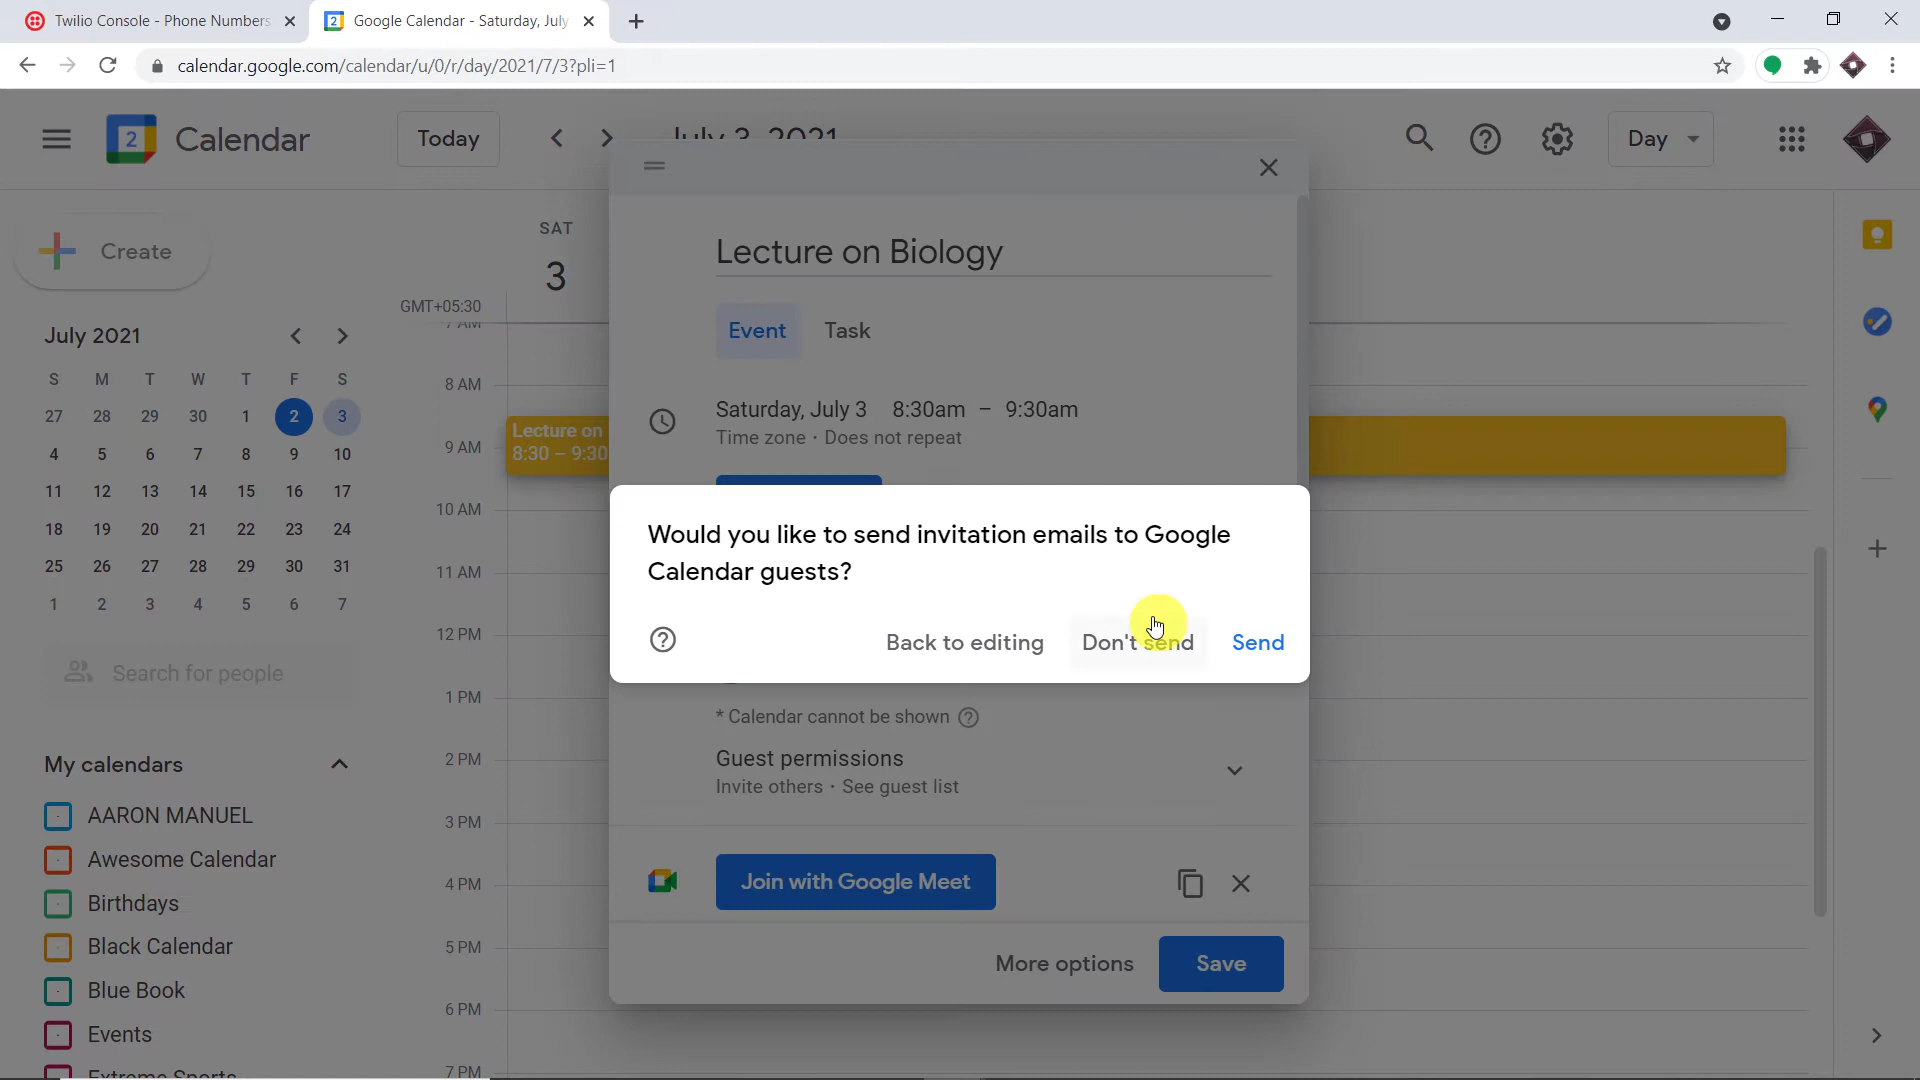 Twilio Console - Phone Numbers
Google Calendar - Saturday, July
calendar.google.com/calendar/u/0/r/day/2021/7/3?pli=1
2
Calendar
Today
July 3, 2021
Day
Create
SAT
3
GMT+05:30
July 2021
S M T W T F S
27 28 29 30 1 2 3
4 5 6 7 8 9 10
11 12 13 14 15 16 17
18 19 20 21 22 23 24
25 26 27 28 29 30 31
1 2 3 4 5 6 7
Search for people
My calendars
AARON MANUEL
Awesome Calendar
Birthdays
Black Calendar
Blue Book
Events
Extreme Sports
7 AM
8 AM
9 AM
10 AM
11 AM
12 PM
1 PM
2 PM
3 PM
4 PM
5 PM
6 PM
7 PM
Lecture on
8:30 – 9:30
Lecture on Biology
Event Task
Saturday, July 3 8:30am – 9:30am
Time zone · Does not repeat
Would you like to send invitation emails to Google
Calendar guests?
Back to editing Don't send Send
* Calendar cannot be shown
Guest permissions
Invite others · See guest list
Join with Google Meet
More options Save